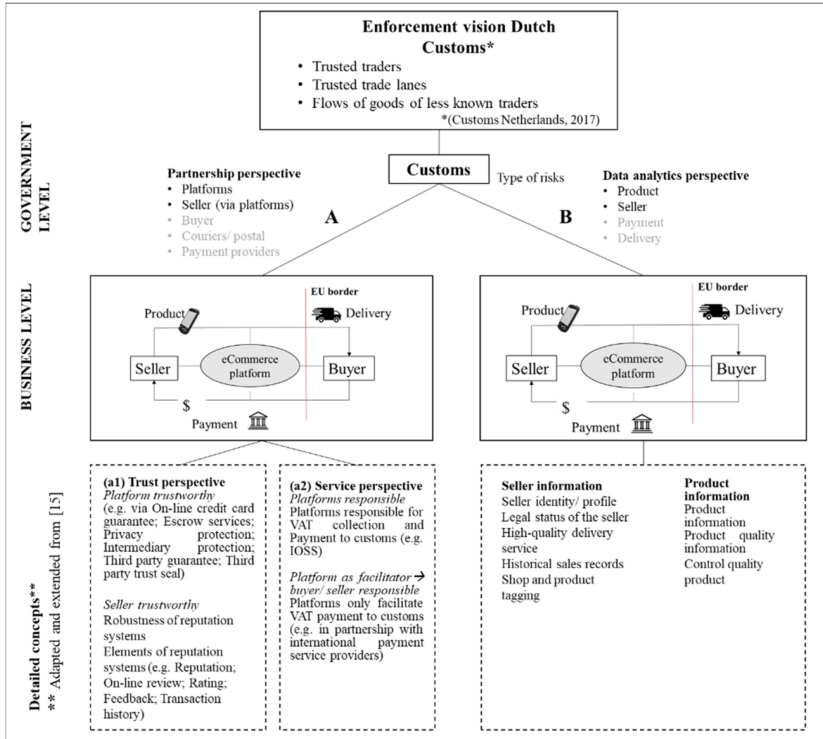 Enforcement vision Dutch
Customs*
• Trusted traders
• Trusted trade lanes
• Flows of goods of less known traders
*(Customs Netherlands, 2017)
GOVERNMENT
LEVEL
Customs
Type of risks
Partnership perspective
• Platforms
• Seller (via platforms)
• Buyer
• Couriers/ postal
• Payment providers
A
B
Data analytics perspective
• Product
• Seller
• Payment
• Delivery
BUSINESS LEVEL
EU border
Product
Delivery
Seller
eCommerce
platform
Buyer
$
Payment
EU border
Product
Delivery
Seller
eCommerce
platform
Buyer
$
Payment
Detailed concepts**
** Adapted and extended from [15]
(a1) Trust perspective
Platform trustworthy
(e.g. via On-line credit card
guarantee; Escrow services;
Privacy protection;
Intermediary protection;
Third party guarantee; Third
party trust seal)
Seller trustworthy
Robustness of reputation
systems
Elements of reputation
systems (e.g. Reputation;
On-line review; Rating;
Feedback; Transaction
history)
(a2) Service perspective
Platforms responsible
Platforms responsible for
VAT collection and
Payment to customs (e.g.
IOSS)
Platform as facilitator→
buyer/ seller responsible
Platforms only facilitate
VAT payment to customs
(e.g. in partnership with
international payment
service providers)
Seller information
Seller identity/ profile
Legal status of the seller
High-quality delivery
service
Historical sales records
Shop and product
tagging
Product
information
Product
information
Product quality
information
Control quality
product